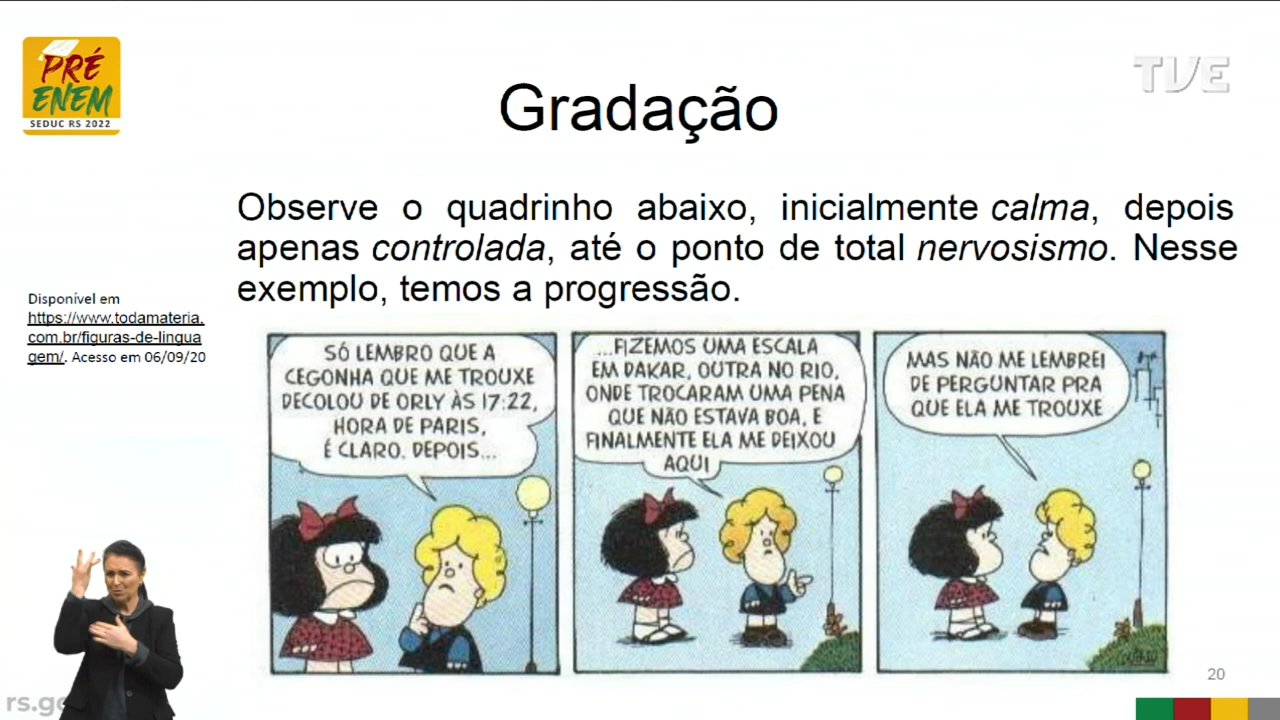 PRÉ
ENEM
SEDUC RS 2022
TVE
Gradação
Observe o quadrinho abaixo, inicialmente calma, depois
apenas controlada, até o ponto de total nervosismo. Nesse
exemplo, temos a progressão.
Disponível em
https://www.todamateria.
com.br/figuras-de-lingua
gem/. Acesso em 06/09/20
SÓ LEMBRO QUE A
CEGONHA QUE ME TROUXE
DECOLOU DE ORLY ÀS 17:22,
HORA DE PARIS,
É CLARO. DEPOIS...
...FIZEMOS UMA ESCALA
EM DAKAR, OUTRA NO RIO,
ONDE TROCARAM UMA PENA
QUE NÃO ESTAVA BOA, E
FINALMENTE ELA ME DEIXOU
AQUI
MAS NÃO ME LEMBREI
DE PERGUNTAR PRA
QUE ELA ME TROUXE
20
rs.go